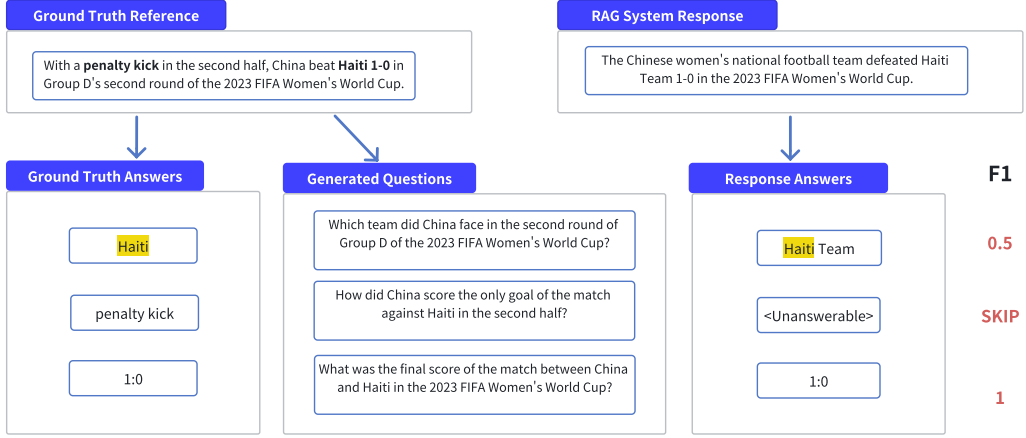 Ground Truth Reference
With a penalty kick in the second half, China beat Haiti 1-0 in
Group D's second round of the 2023 FIFA Women's World Cup.
RAG System Response
The Chinese women's national football team defeated Haiti
Team 1-0 in the 2023 FIFA Women's World Cup.
Ground Truth Answers
Haiti
penalty kick
1:0
Generated Questions
Which team did China face in the second round of
Group D of the 2023 FIFA Women's World Cup?
How did China score the only goal of the match
against Haiti in the second half?
What was the final score of the match between China
and Haiti in the 2023 FIFA Women's World Cup?
Response Answers
Haiti Team
<Unanswerable>
1:0
F1
0.5
SKIP
1